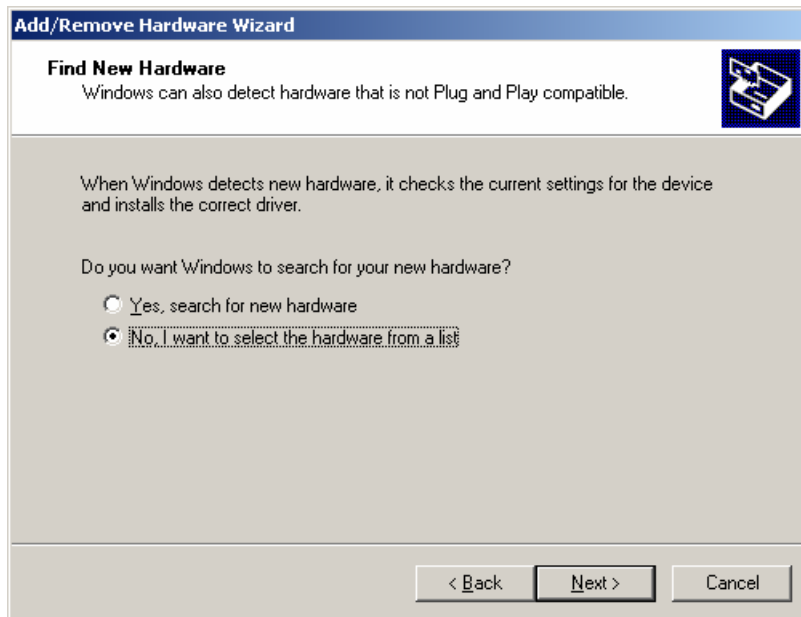 Add/Remove Hardware Wizard
Find New Hardware
Windows can also detect hardware that is not Plug and Play compatible.
When Windows detects new hardware, it checks the current settings for the device
and installs the correct driver.
Do you want Windows to search for your new hardware?
Yes, search for new hardware
No, I want to select the hardware from a list
< Back Next > Cancel